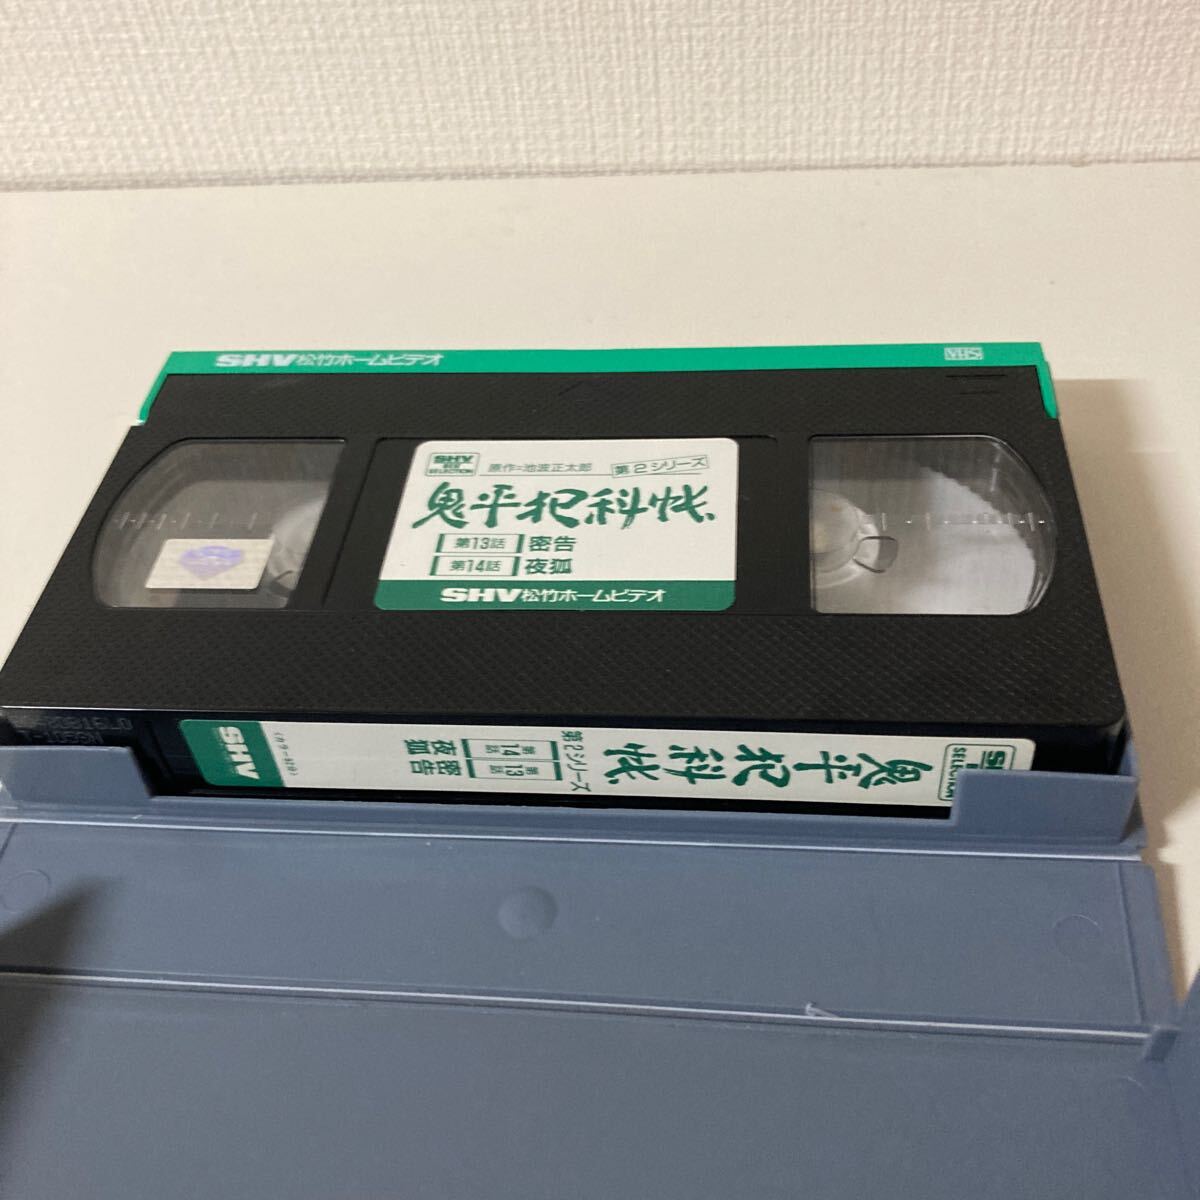 SHV松竹ホームビデオ
VHS
SHV
SELECTION
原作=池波正太郎
第2シリーズ
鬼平犯科帳
第13話 密告
第14話 夜狐
SHV松竹ホームビデオ
SELECTION
鬼平犯科帳
第2シリーズ
第13話 密告
第14話 夜狐
SHV